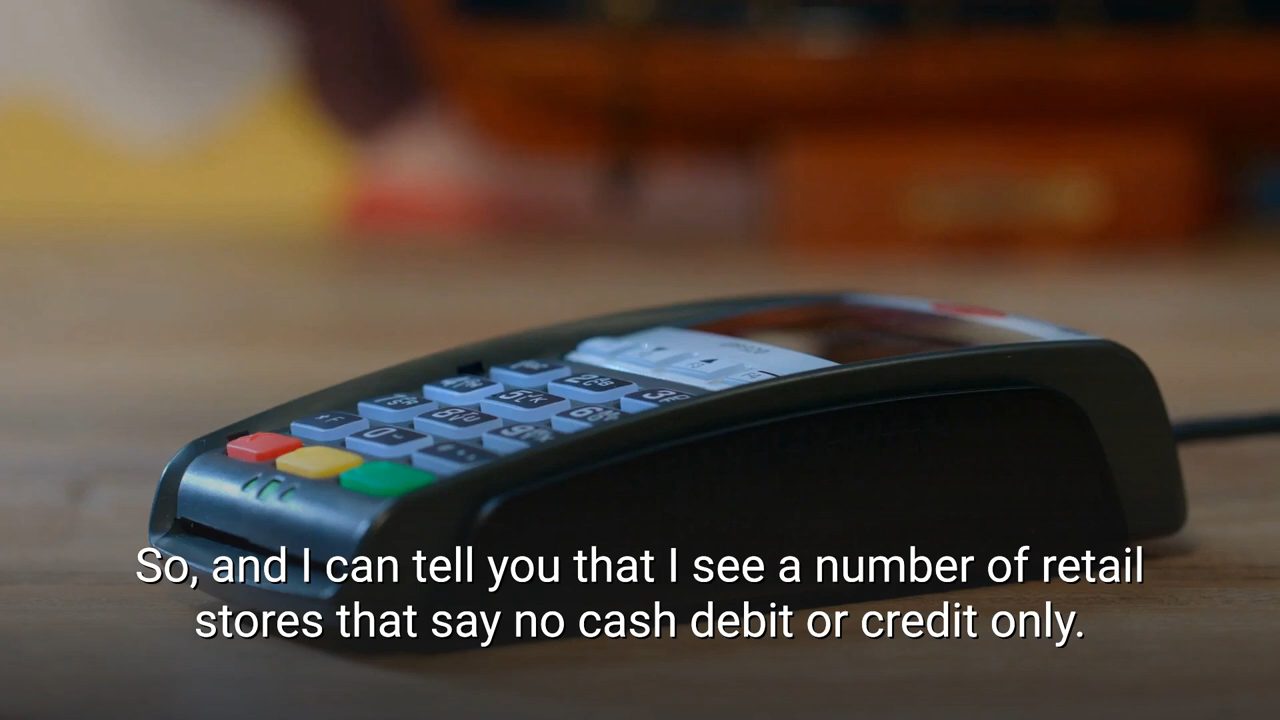 So, and I can tell you that I see a number of retail
stores that say no cash debit or credit only.